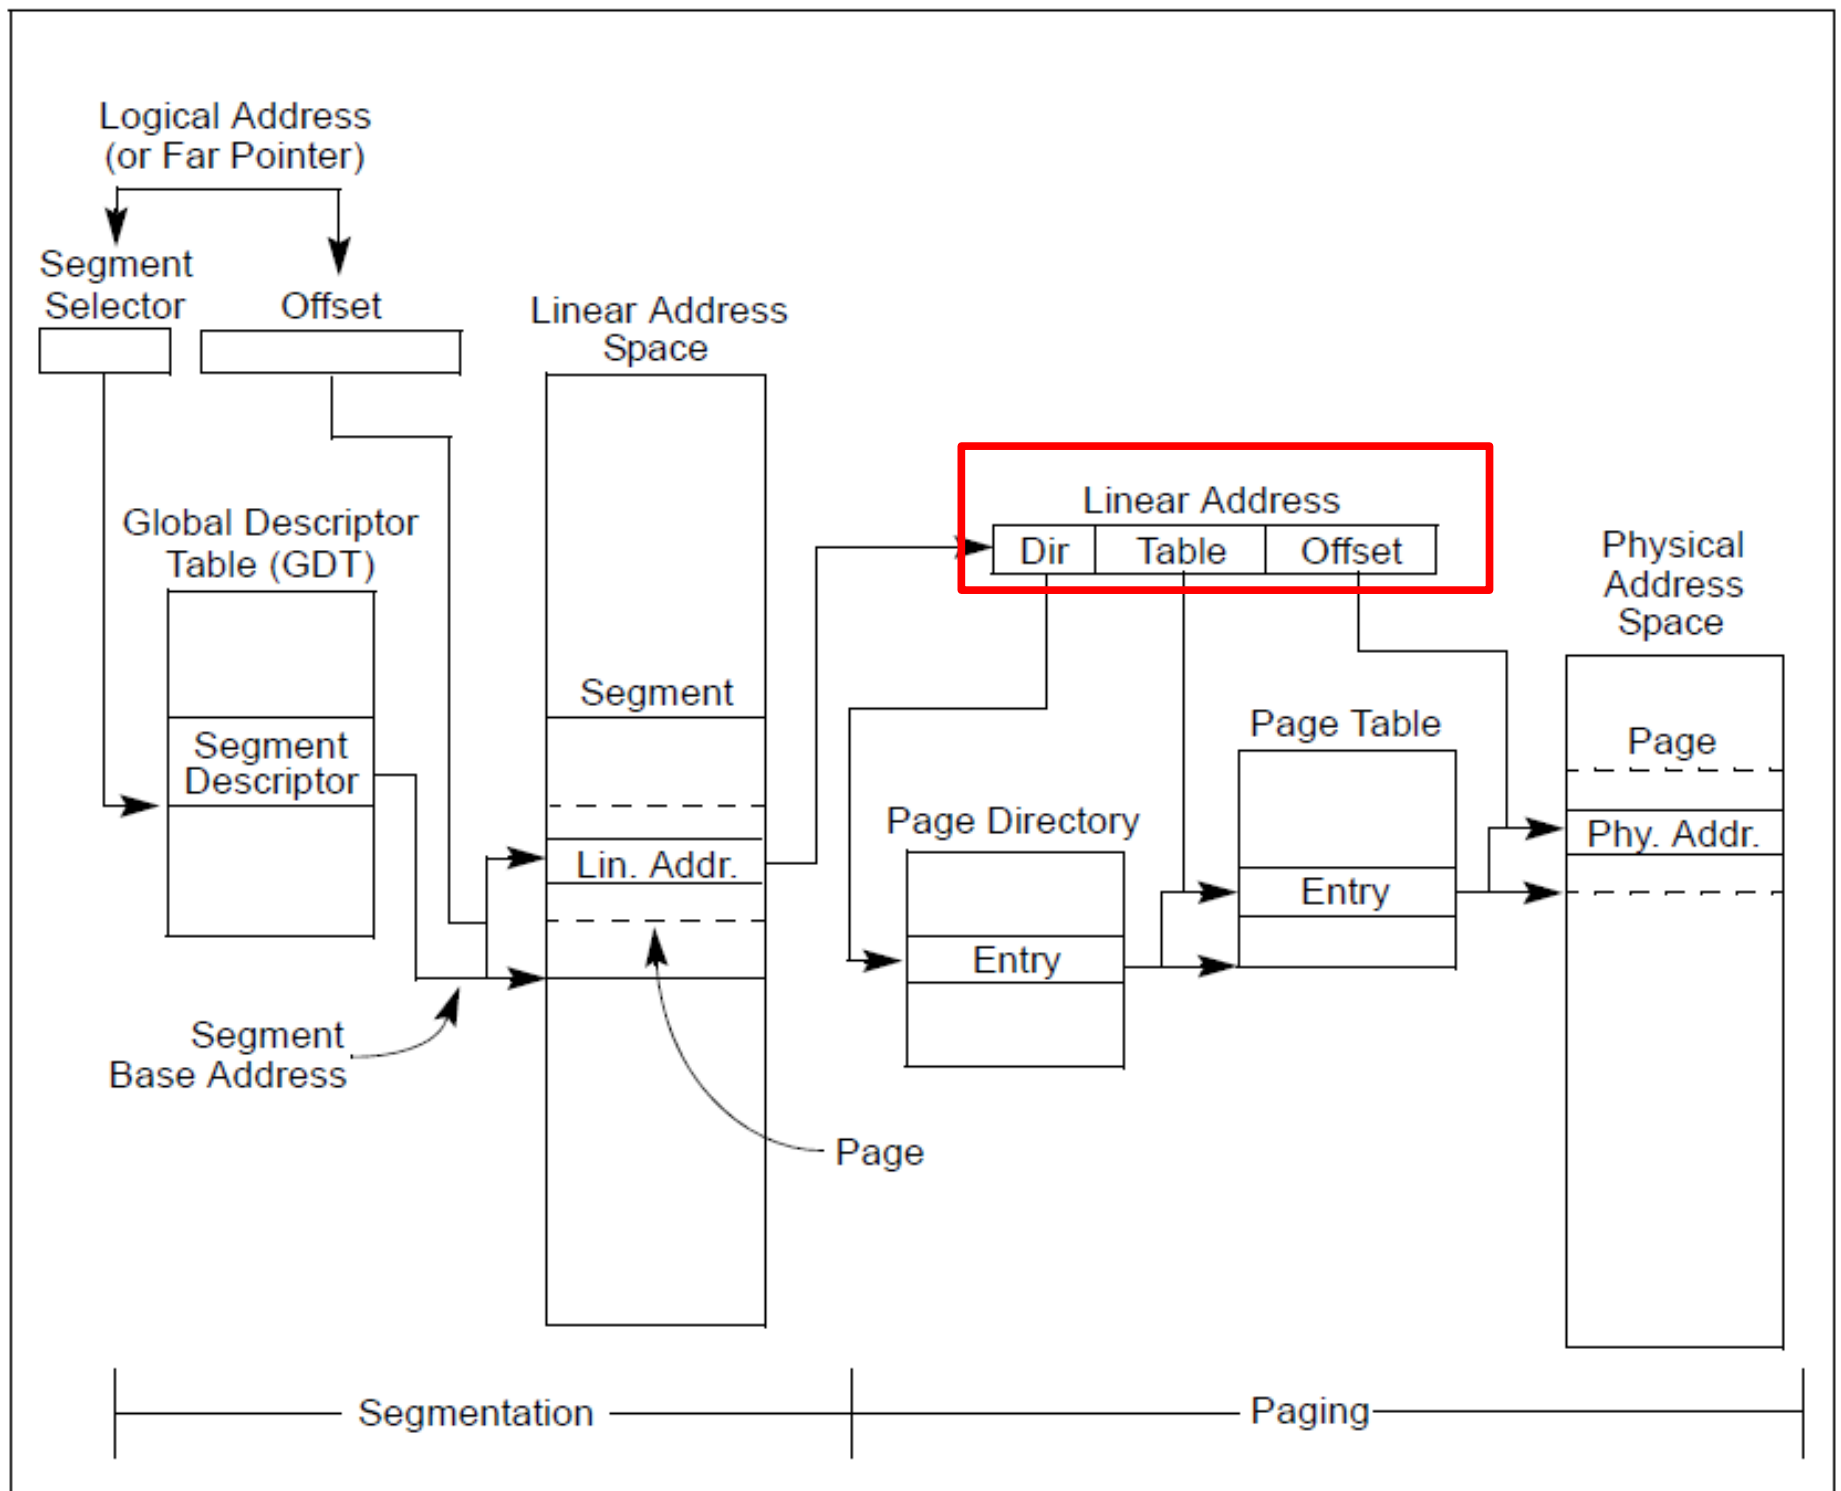 Logical Address
(or Far Pointer)
Segment
Selector
Offset
Linear Address
Space
Global Descriptor
Table (GDT)
Segment
Descriptor
Segment
Lin. Addr.
Segment
Base Address
Page
Linear Address
Dir Table Offset
Page Directory
Entry
Page Table
Entry
Physical
Address
Space
Page
Phy. Addr.
Segmentation
Paging